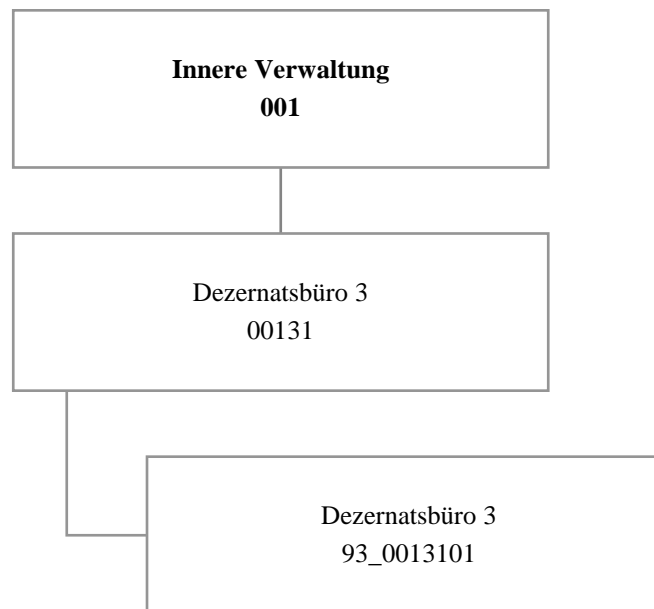 Innere Verwaltung
001
Dezernatsbüro 3
00131
Dezernatsbüro 3
93_0013101